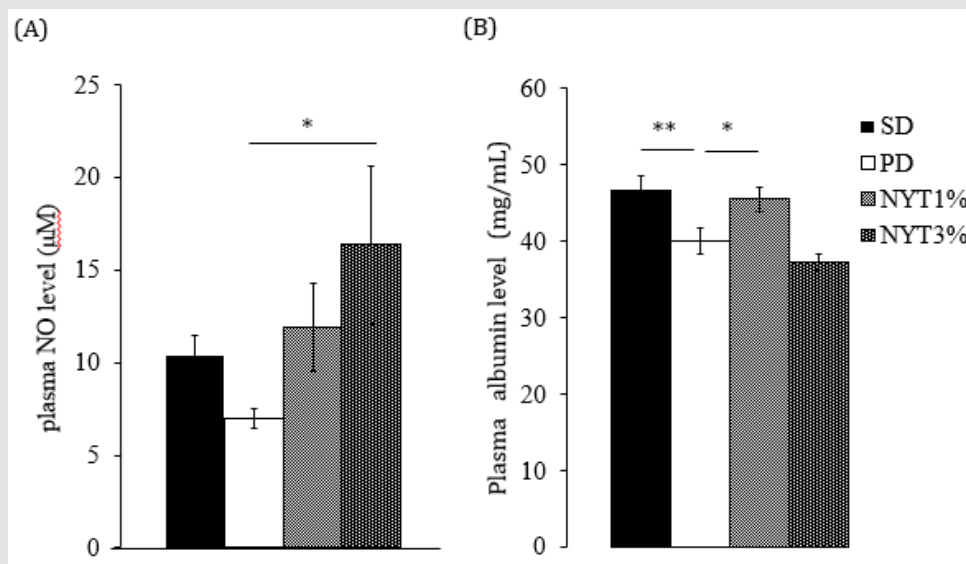 (A)
(B)
plasma NO level (μM)
25
20
15
10
5
0
*
Plasma albumin level (mg/mL)
60
50
40
30
20
10
0
** *
SD
PD
NYT1%
NYT3%